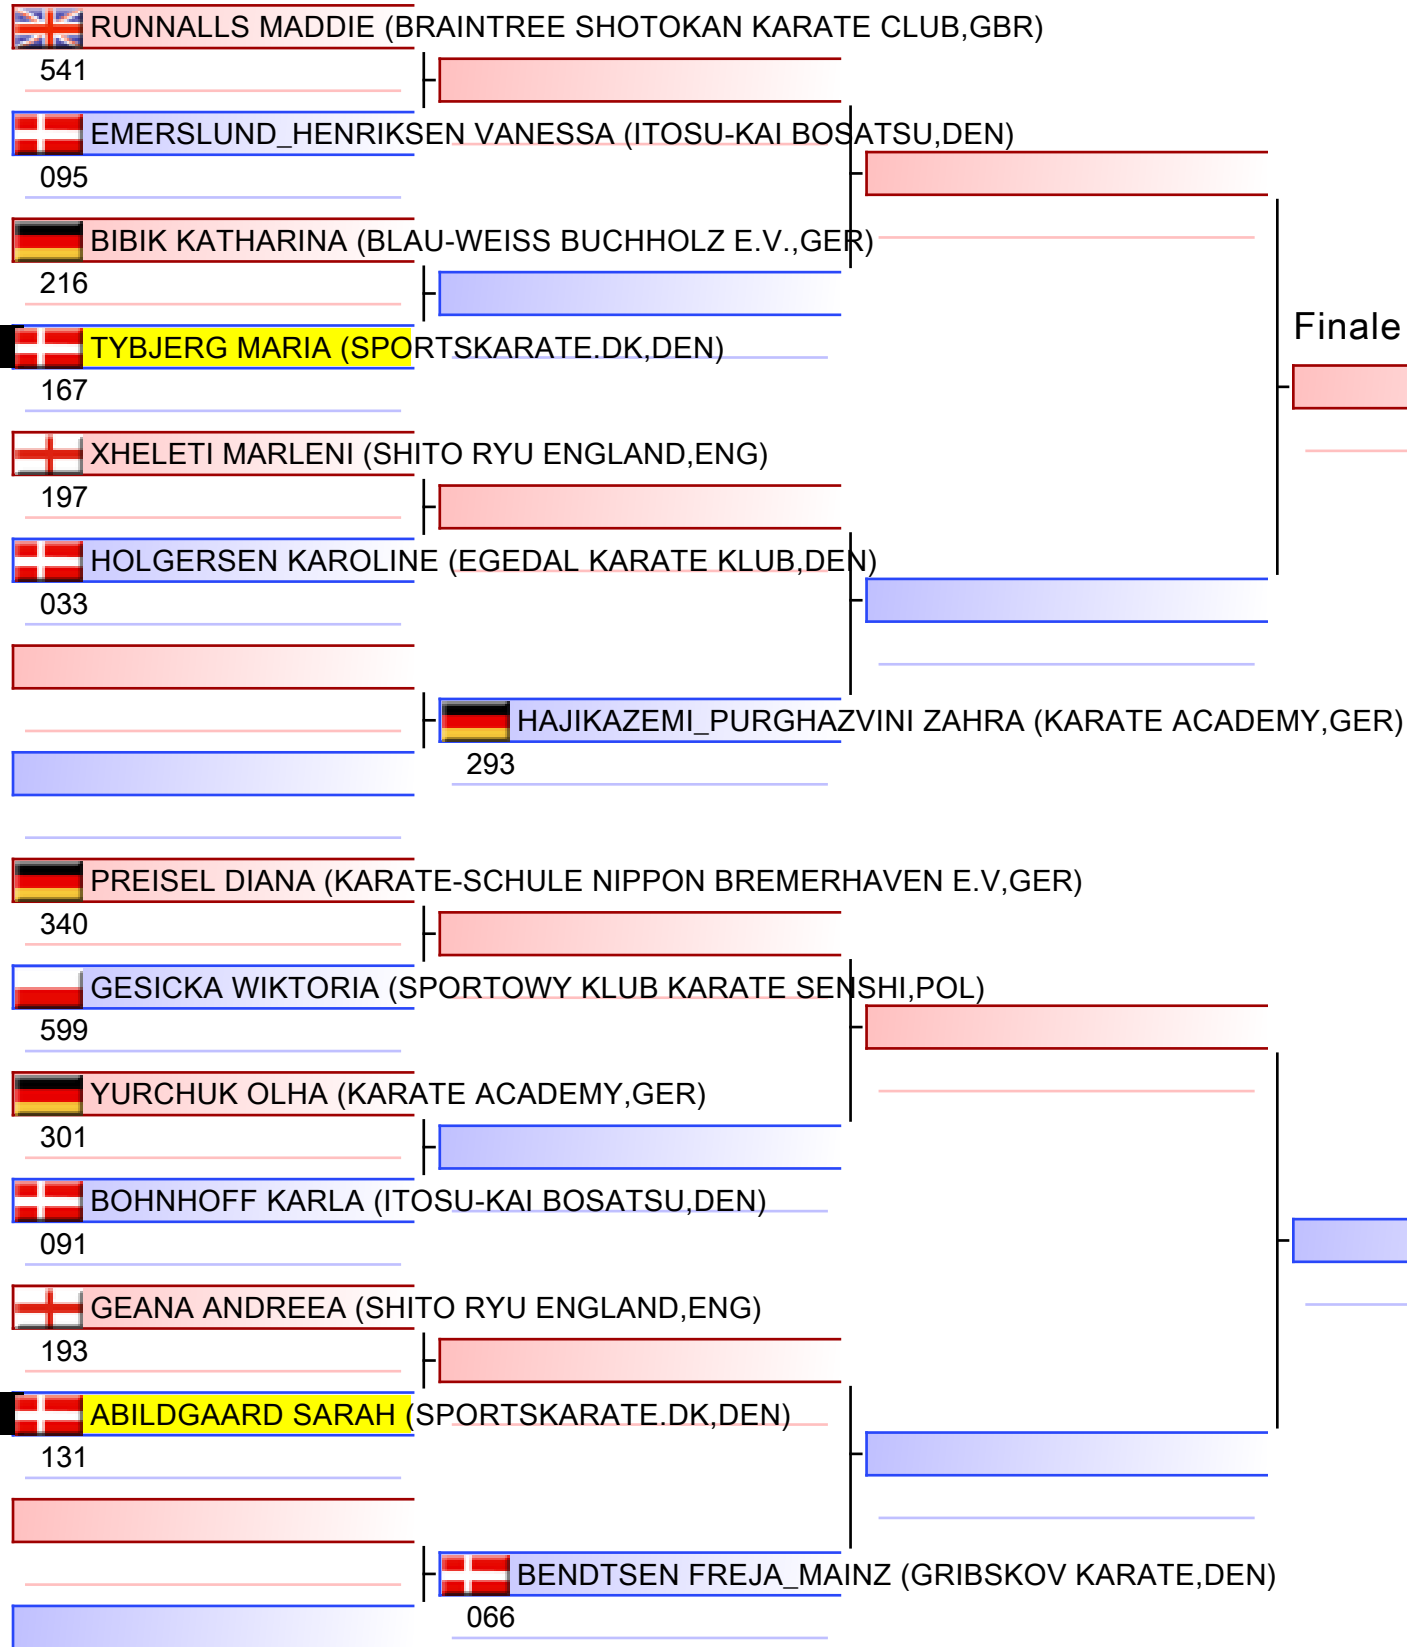 RUNNALLS MADDIE (BRAINTREE SHOTOKAN KARATE CLUB,GBR)
541
EMERSLUND_HENRIKSEN VANESSA (ITOSU-KAI BOSATSU,DEN)
095
BIBIK KATHARINA (BLAU-WEISS BUCHHOLZ E.V.,GER)
216
Finale
TYBJERG MARIA (SPORTSKARATE.DK,DEN)
167
XHELETI MARLENI (SHITO RYU ENGLAND,ENG)
197
HOLGERSEN KAROLINE (EGEDAL KARATE KLUB,DEN)
033
HAJIKAZEMI_PURGHAZVINI ZAHRA (KARATE ACADEMY,GER)
293
PREISEL DIANA (KARATE-SCHULE NIPPON BREMERHAVEN E.V,GER)
340
GESICKA WIKTORIA (SPORTOWY KLUB KARATE SENSHI,POL)
599
YURCHUK OLHA (KARATE ACADEMY,GER)
301
BOHNHOFF KARLA (ITOSU-KAI BOSATSU,DEN)
091
GEANA ANDREEA (SHITO RYU ENGLAND,ENG)
193
ABILDGAARD SARAH (SPORTSKARATE.DK,DEN)
131
BENDTSEN FREJA_MAINZ (GRIBSKOV KARATE,DEN)
066